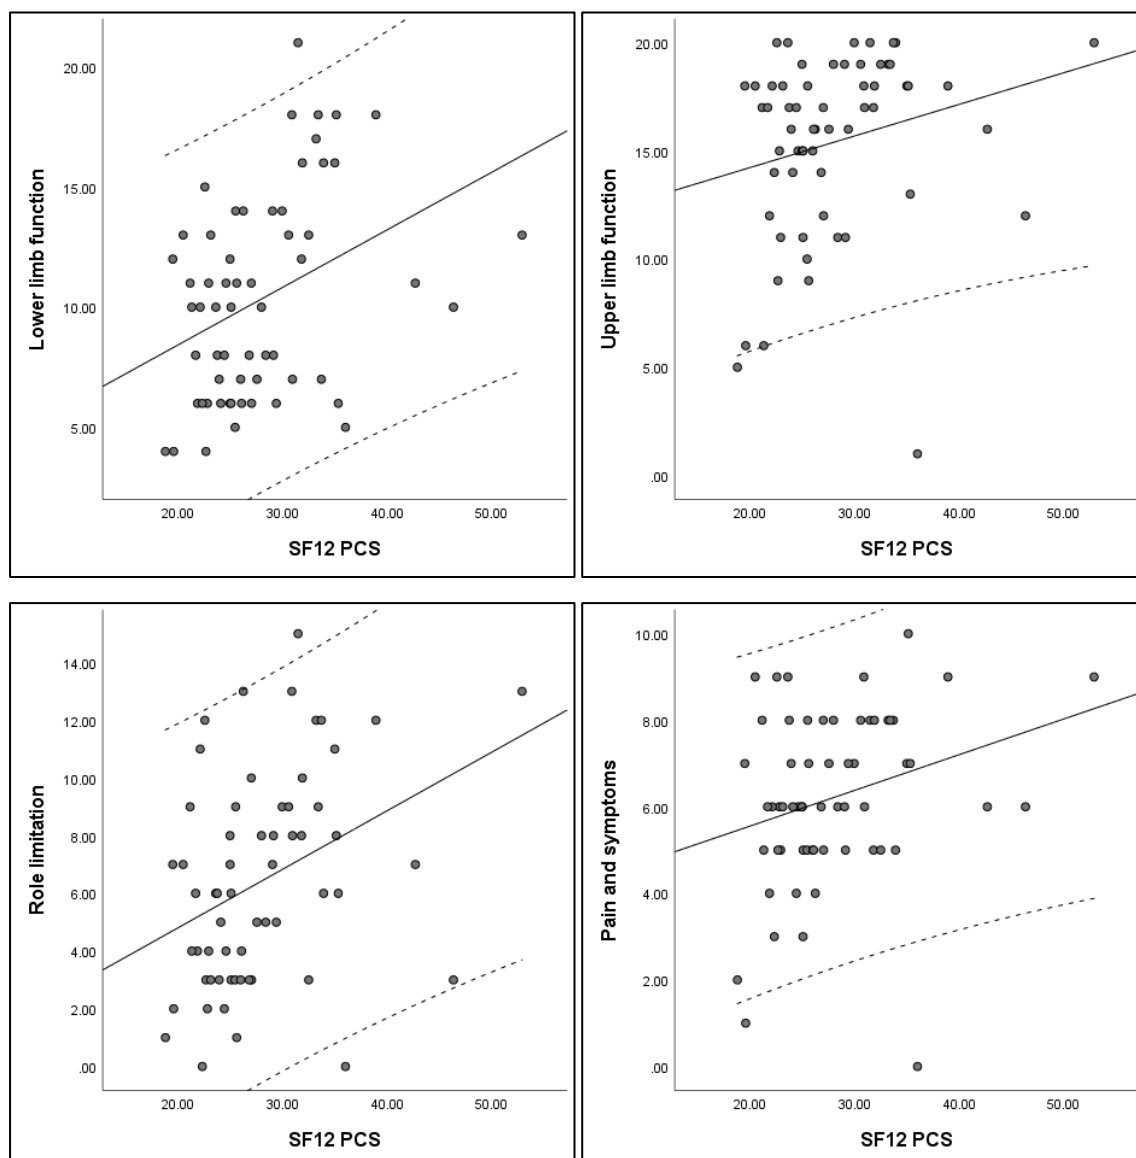 20.00
15.00
10.00
5.00
Lower limb function
20.00 30.00 40.00 50.00
SF12 PCS
20.00
15.00
10.00
5.00
.00
Upper limb function
20.00 30.00 40.00 50.00
SF12 PCS
14.00
12.00
10.00
8.00
6.00
4.00
2.00
.00
Role limitation
20.00 30.00 40.00 50.00
SF12 PCS
10.00
8.00
6.00
4.00
2.00
.00
Pain and symptoms
20.00 30.00 40.00 50.00
SF12 PCS